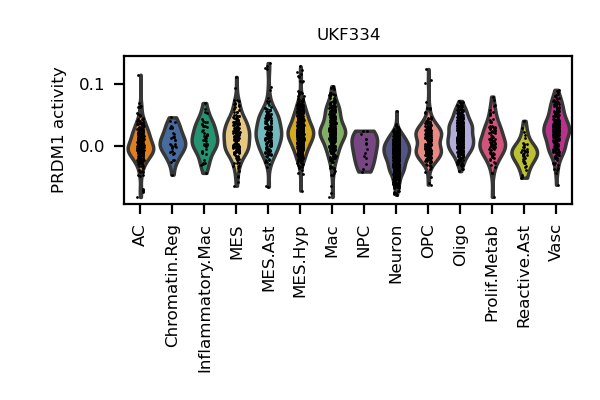 UKF334
PRDM1 activity
0.1
0.0
AC
Chromatin.Reg
Inflammatory.Mac
MES
MES.Ast
MES.Hyp
Mac
NPC
Neuron
OPC
Oligo
Prolif.Metab
Reactive.Ast
Vasc